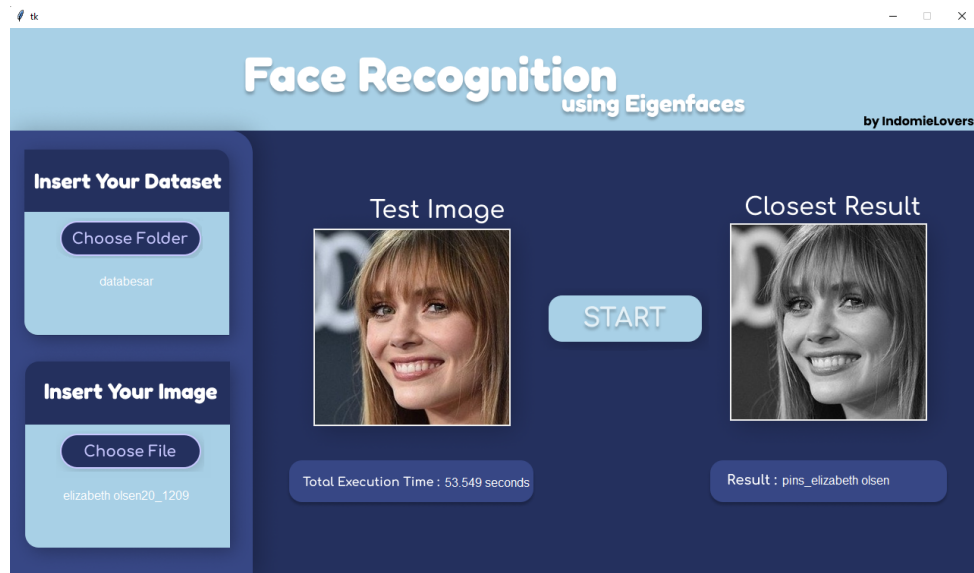 tk
Face Recognition
using Eigenfaces
by IndomieLovers
Insert Your Dataset
Choose Folder
databesar
Insert Your Image
Choose File
elizabeth olsen20_1209
Test Image
START
Closest Result
Total Execution Time : 53.549 seconds
Result : pins_elizabeth olsen